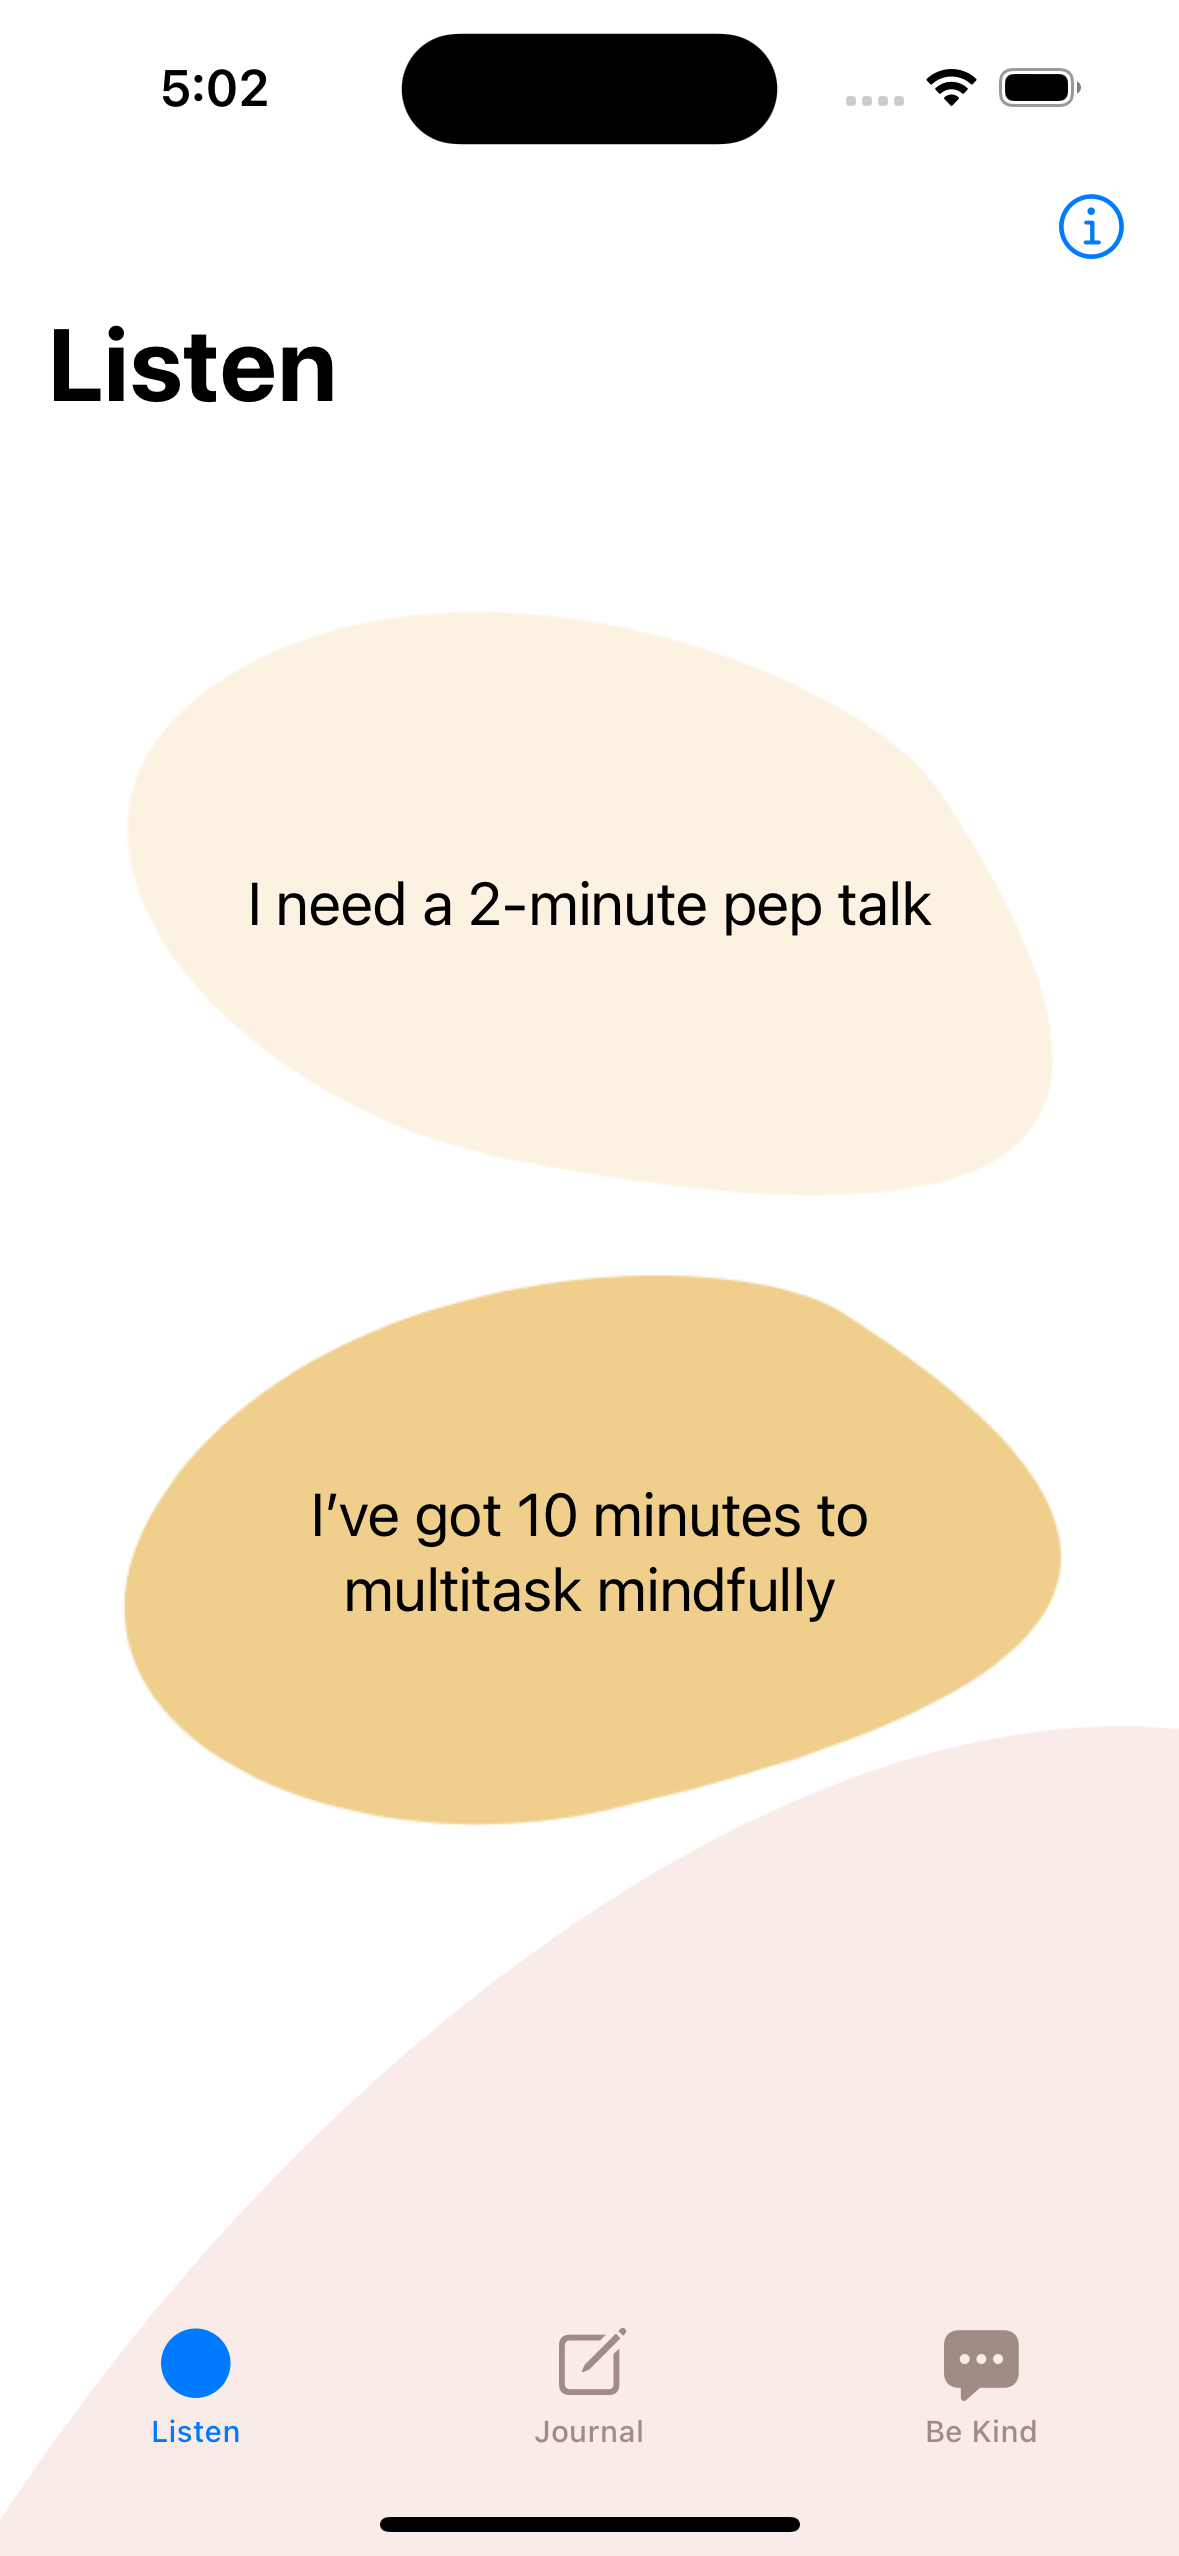 5:02
Listen
I need a 2-minute pep talk
I’ve got 10 minutes to
multitask mindfully
Listen
Journal
Be Kind